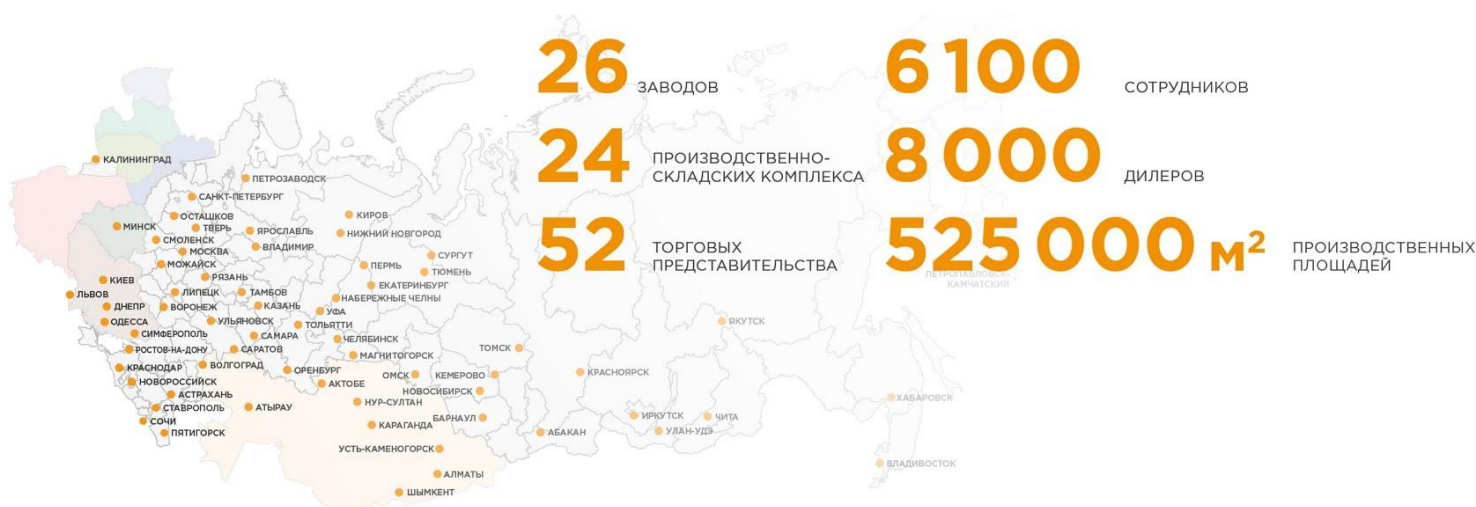 26 ЗАВОДОВ
6 100 СОТРУДНИКОВ
24 ПРОИЗВОДСТВЕННО-
СКЛАДСКИХ КОМПЛЕКСА
8 000 ДИЛЕРОВ
52 ТОРГОВЫХ
ПРЕДСТАВИТЕЛЬСТВА
525 000 м² ПРОИЗВОДСТВЕННЫХ
ПЛОЩАДЕЙ
КАЛИНИНГРАД
ПЕТРОЗАВОДСК
САНКТ-ПЕТЕРБУРГ
ОСТАШКОВ
КИРОВ
МИНСК
ТВЕРЬ
ЯРОСЛАВЛЬ
НИЖНИЙ НОВГОРОД
СМОЛЕНСК
ВЛАДИМИР
МОСКВА
СУРГУТ
МОЖАЙСК
ПЕРМЬ
ТЮМЕНЬ
РЯЗАНЬ
КИЕВ
ЕКАТЕРИНБУРГ
ПЕТРОПАВЛОВСК-
КАМЧАТСКИЙ
ЛЬВОВ
ЛИПЕЦК
ТАМБОВ
НАБЕРЕЖНЫЕ ЧЕЛНЫ
ДНЕПР
ВОРОНЕЖ
КАЗАНЬ
УФА
ОДЕССА
УЛЬЯНОВСК
ТОЛЬЯТТИ
ЯКУТСК
СИМФЕРОПОЛЬ
САМАРА
ЧЕЛЯБИНСК
РОСТОВ-НА-ДОНУ
САРАТОВ
МАГНИТОГОРСК
ТОМСК
КРАСНОДАР
ВОЛГОГРАД
ОРЕНБУРГ
ОМСК
КЕМЕРОВО
КРАСНОЯРСК
НОВОРОССИЙСК
АКТОБЕ
НОВОСИБИРСК
АСТРАХАНЬ
НУР-СУЛТАН
ХАБАРОВСК
СТАВРОПОЛЬ
АТЫРАУ
СОЧИ
КАРАГАНДА
БАРНАУЛ
ИРКУТСК
ЧИТА
ПЯТИГОРСК
АБАКАН
УЛАН-УДЭ
УСТЬ-КАМЕНОГОРСК
ВЛАДИВОСТОК
АЛМАТЫ
ШЫМКЕНТ